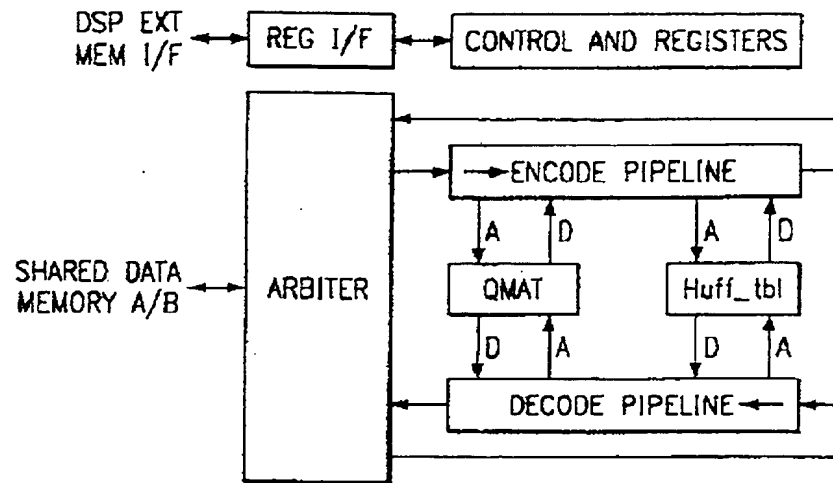 DSP EXT
MEM I/F
REG I/F
CONTROL AND REGISTERS
ENCODE PIPELINE
A
D
A
D
SHARED DATA
MEMORY A/B
ARBITER
QMAT
Huff_tbl
D
A
D
A
DECODE PIPELINE